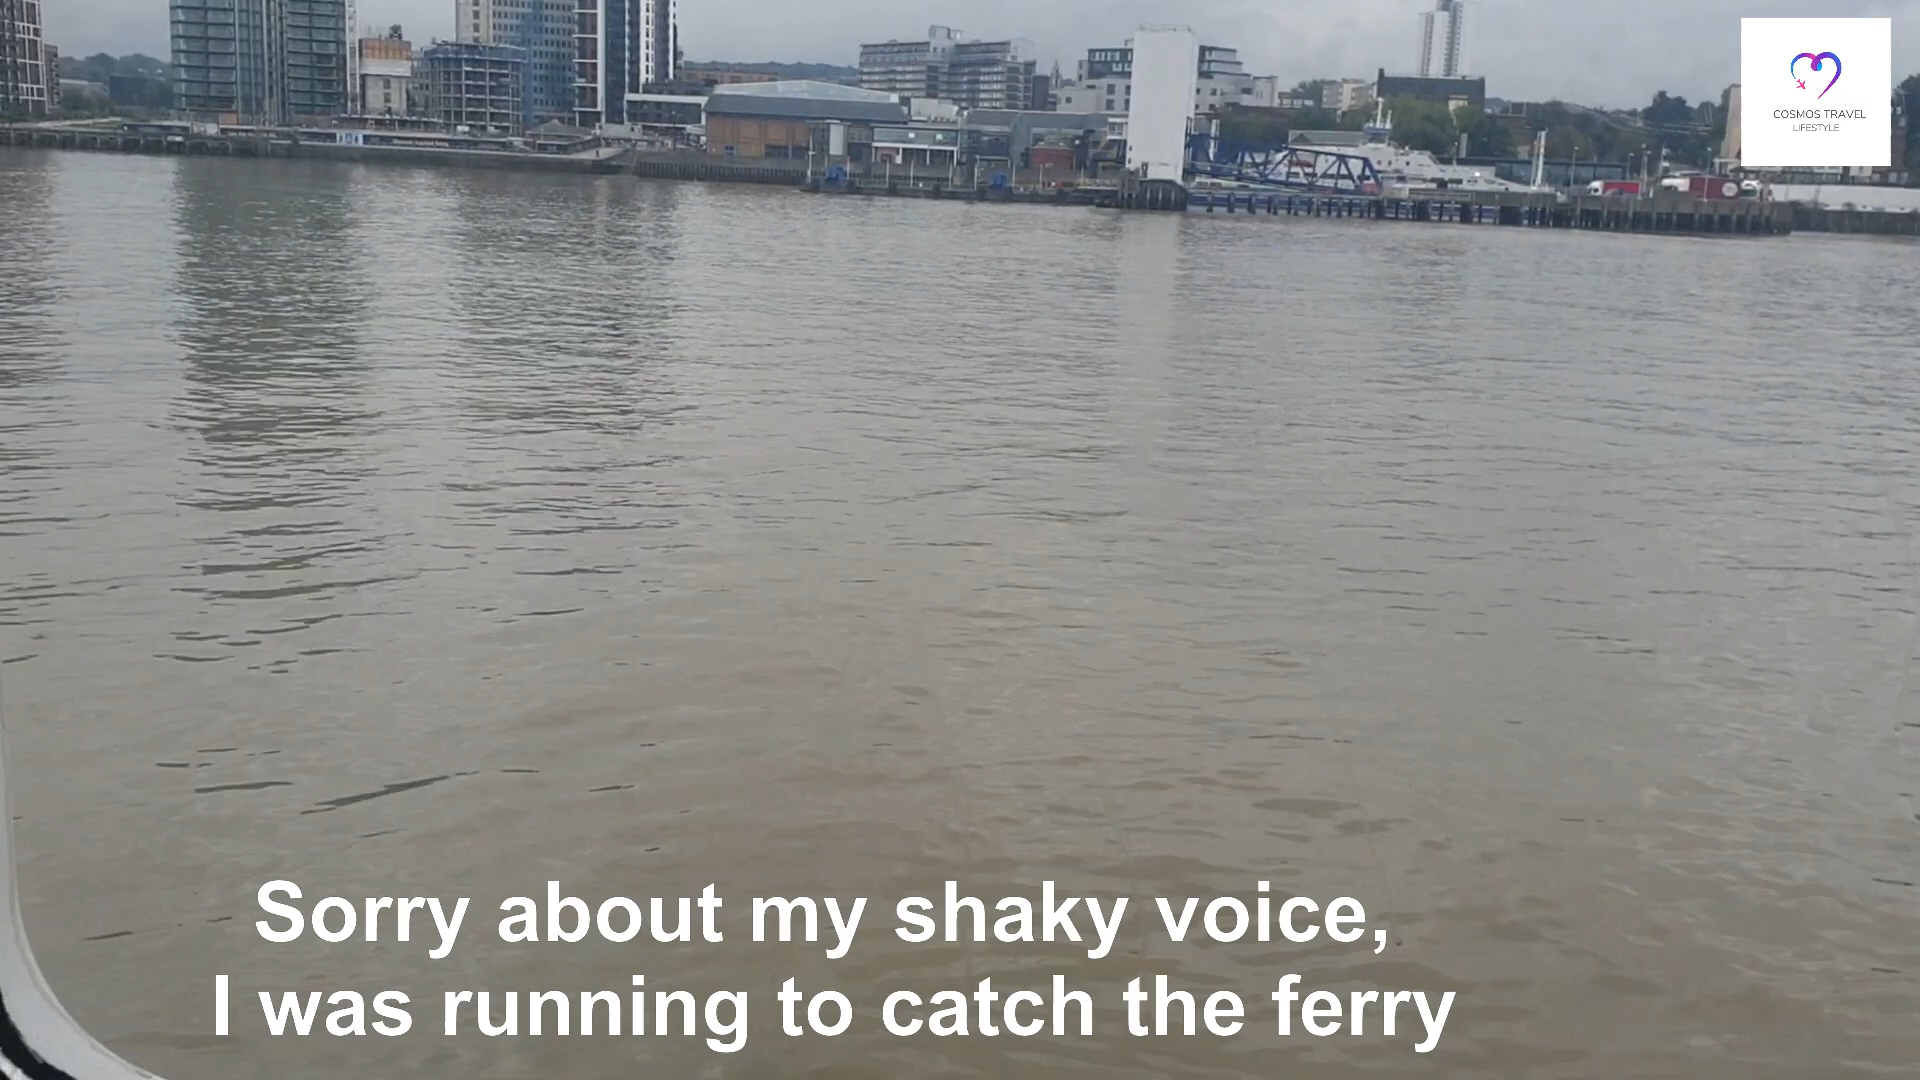 COSMOS TRAVEL
LIFESTYLE
Sorry about my shaky voice,
I was running to catch the ferry